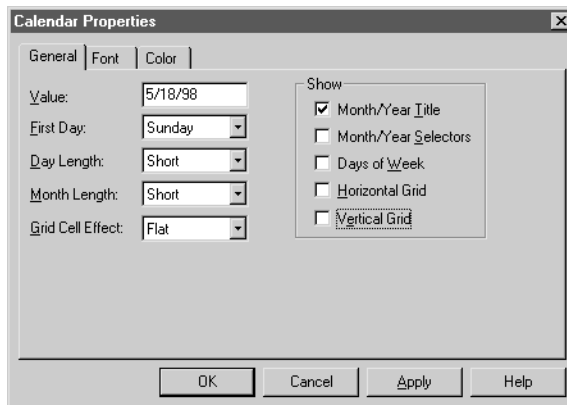 Calendar Properties
General Font Color
Value: 5/18/98
First Day: Sunday
Day Length: Short
Month Length: Short
Grid Cell Effect: Flat
Show
Month/Year Title
Month/Year Selectors
Days of Week
Horizontal Grid
Vertical Grid
OK Cancel Apply Help